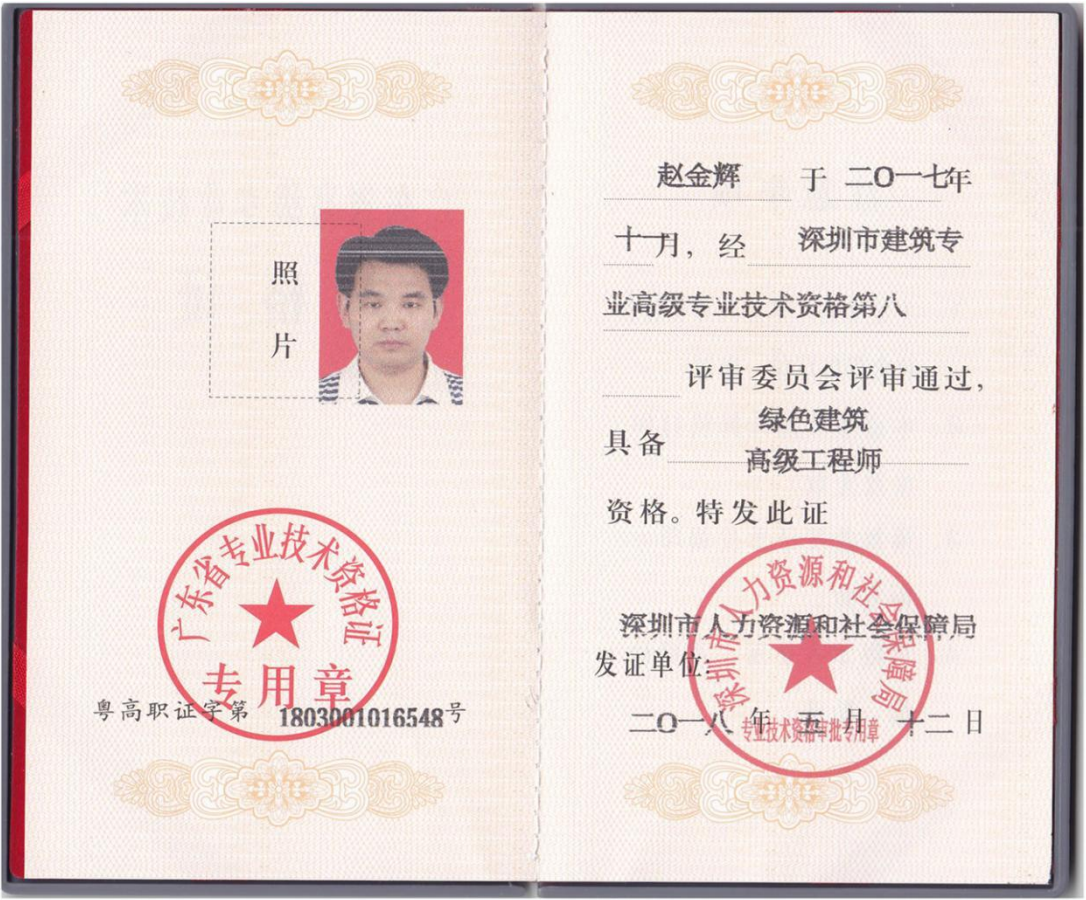 照
片
广东省专业技术资格证
专用章
粤高职证字第 1803001016548号
赵金辉 于 二〇一七年
十一月，经 深圳市建筑专
业高级专业技术资格第八
评审委员会评审通过，
绿色建筑
具备
高级工程师
资格。特发此证
深圳市人力资源和社会保障局
深圳市人力资源和社会保障局
发证单位：
二〇一八 年 五 月 十二 日
专业技术资格审批专用章